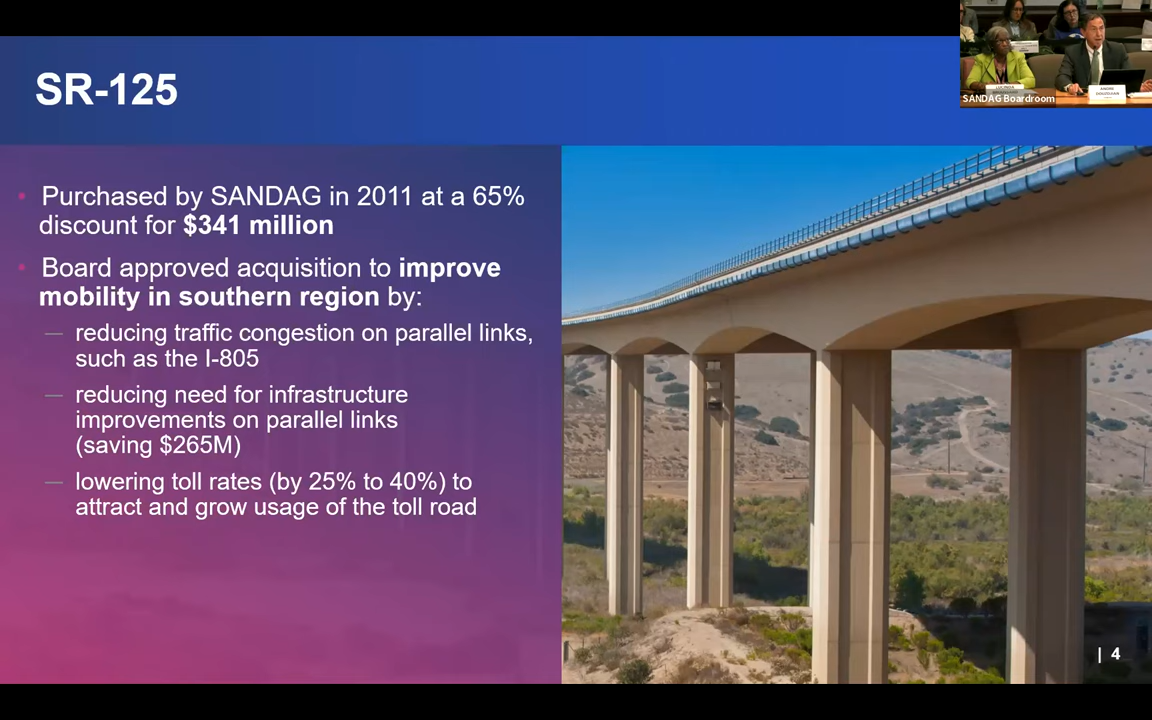 SR-125
SANDAG Boardroom
• Purchased by SANDAG in 2011 at a 65%
discount for $341 million
• Board approved acquisition to improve
mobility in southern region by:
— reducing traffic congestion on parallel links,
such as the I-805
— reducing need for infrastructure
improvements on parallel links
(saving $265M)
— lowering toll rates (by 25% to 40%) to
attract and grow usage of the toll road
| 4